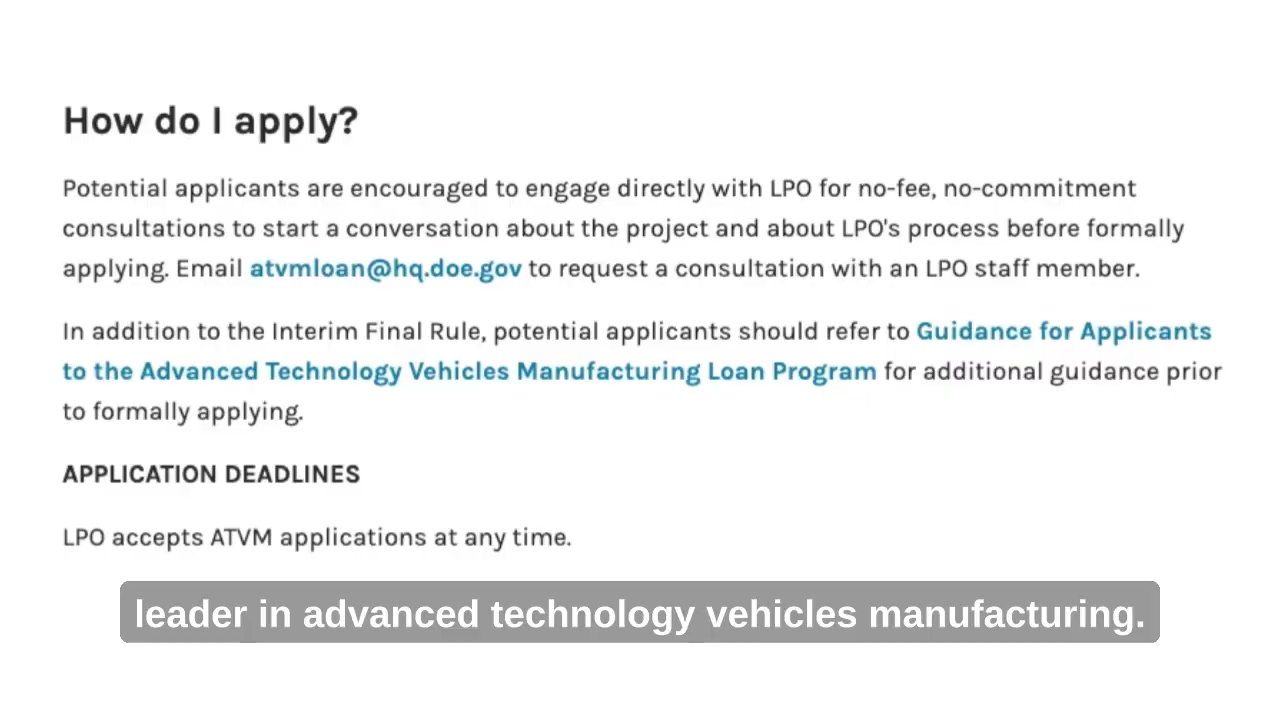 How do I apply?
Potential applicants are encouraged to engage directly with LPO for no-fee, no-commitment
consultations to start a conversation about the project and about LPO's process before formally
applying. Email atvmloan@hq.doe.gov to request a consultation with an LPO staff member.
In addition to the Interim Final Rule, potential applicants should refer to Guidance for Applicants
to the Advanced Technology Vehicles Manufacturing Loan Program for additional guidance prior
to formally applying.
APPLICATION DEADLINES
LPO accepts ATVM applications at any time.
leader in advanced technology vehicles manufacturing.